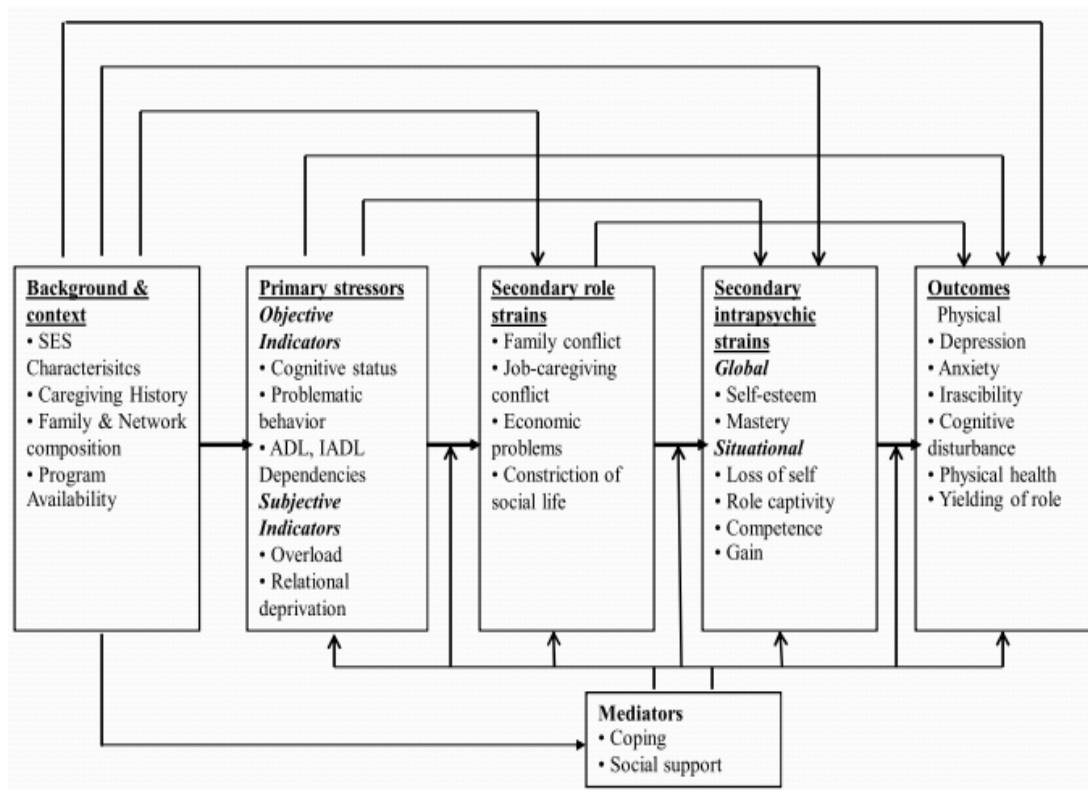 Background &
context
• SES
Characterisitcs
• Caregiving History
• Family & Network
composition
• Program
Availability
Primary stressors
Objective
Indicators
• Cognitive status
• Problematic
behavior
• ADL, IADL
Dependencies
Subjective
Indicators
• Overload
• Relational
deprivation
Secondary role
strains
• Family conflict
• Job-caregiving
conflict
• Economic
problems
• Constriction of
social life
Secondary
intrapsychic
strains
Global
• Self-esteem
• Mastery
Situational
• Loss of self
• Role captivity
• Competence
• Gain
Outcomes
Physical
• Depression
• Anxiety
• Irascibility
• Cognitive
disturbance
• Physical health
• Yielding of role
Mediators
• Coping
• Social support